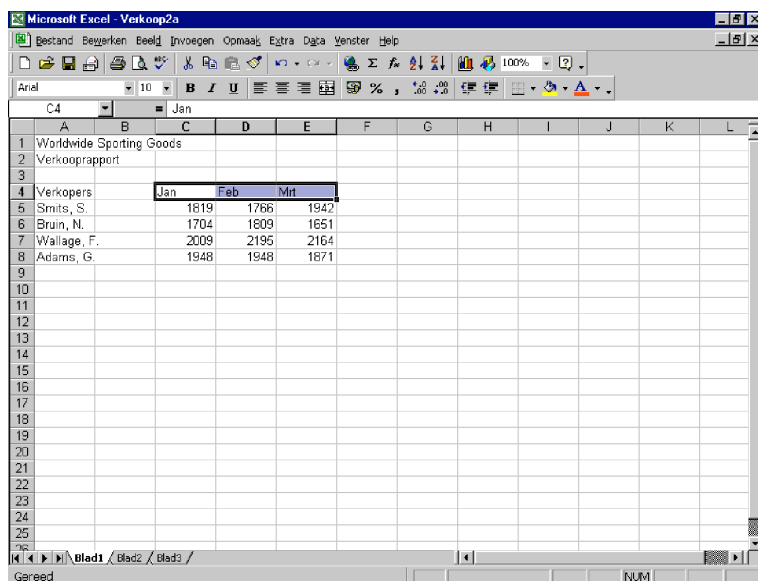 Microsoft Excel - Verkoop2a
Bestand Bewerken Beeld Invoegen Opmaak Extra Data Venster Help
100%
Arial 10 B I U
C4 = Jan
A B C D E F G H I J K L
1 Worldwide Sporting Goods
2 Verkooprapport
3
4 Verkopers Jan Feb Mrt
5 Smits, S. 1819 1766 1942
6 Bruin, N. 1704 1809 1651
7 Wallage, F. 2009 2195 2164
8 Adams, G. 1948 1948 1871
9
10
11
12
13
14
15
16
17
18
19
20
21
22
23
24
25
26
Blad1 Blad2 Blad3
Gereed NUM